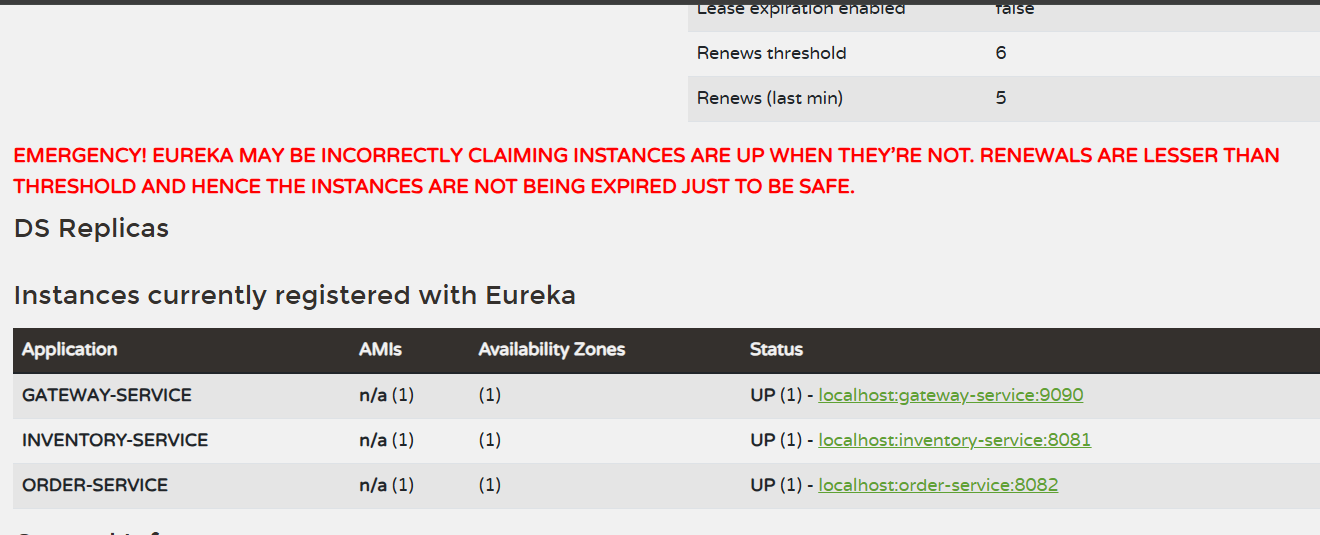 Lease expiration enabled false
Renews threshold 6
Renews (last min) 5
EMERGENCY! EUREKA MAY BE INCORRECTLY CLAIMING INSTANCES ARE UP WHEN THEY'RE NOT. RENEWALS ARE LESSER THAN
THRESHOLD AND HENCE THE INSTANCES ARE NOT BEING EXPIRED JUST TO BE SAFE.
DS Replicas
Instances currently registered with Eureka
Application AMIs Availability Zones Status
GATEWAY-SERVICE n/a (1) (1) UP (1) - localhost:gateway-service:9090
INVENTORY-SERVICE n/a (1) (1) UP (1) - localhost:inventory-service:8081
ORDER-SERVICE n/a (1) (1) UP (1) - localhost:order-service:8082